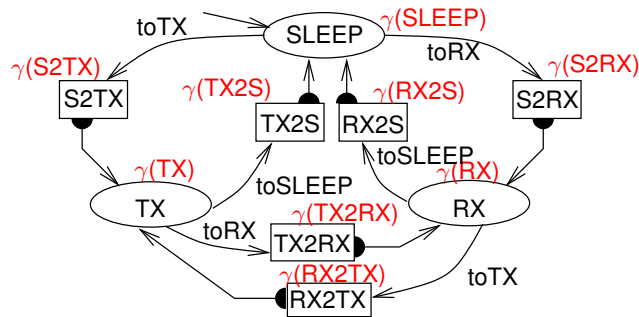 γ(SLEEP)
toTX
SLEEP
toRX
γ(S2TX)
γ(S2RX)
γ(TX2S)
γ(RX2S)
S2TX
S2RX
TX2S
RX2S
toSLEEP
γ(TX)
γ(RX)
toSLEEP
TX
RX
γ(TX2RX)
toRX
TX2RX
γ(RX2TX)
toTX
RX2TX